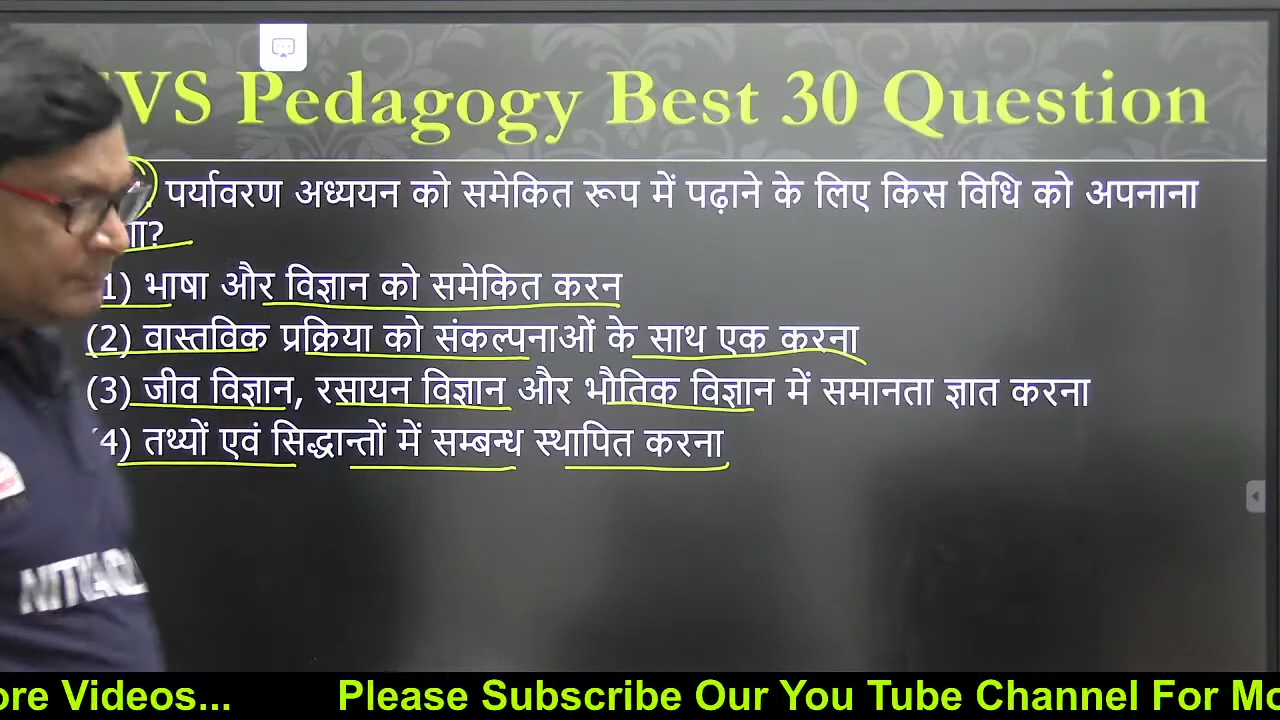 VS Pedagogy Best 30 Question
पर्यावरण अध्ययन को समेकित रूप में पढ़ाने के लिए किस विधि को अपनाना
(1) भाषा और विज्ञान को समेकित करन
(2) वास्तविक प्रक्रिया को संकल्पनाओं के साथ एक करना
(3) जीव विज्ञान, रसायन विज्ञान और भौतिक विज्ञान में समानता ज्ञात करना
4) तथ्यों एवं सिद्धान्तों में सम्बन्ध स्थापित करना
ore Videos... Please Subscribe Our You Tube Channel For Mo